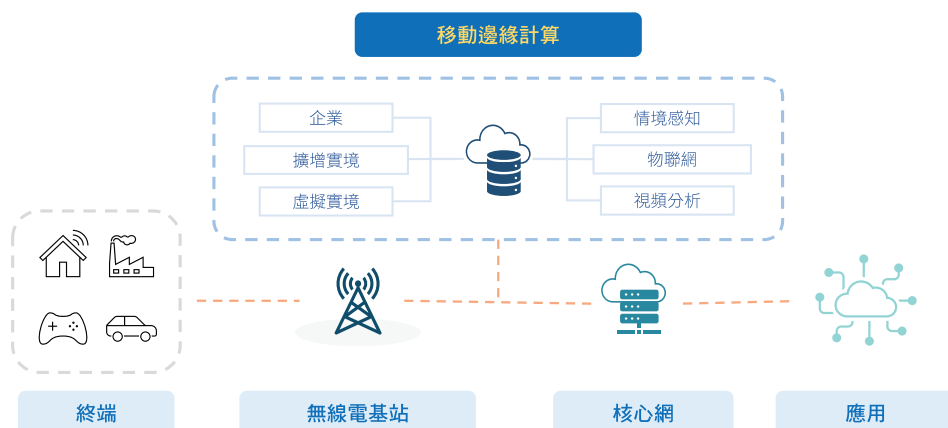 移動邊緣計算
企業
擴增實境
虛擬實境
情境感知
物聯網
視頻分析
終端
無線電基站
核心網
應用